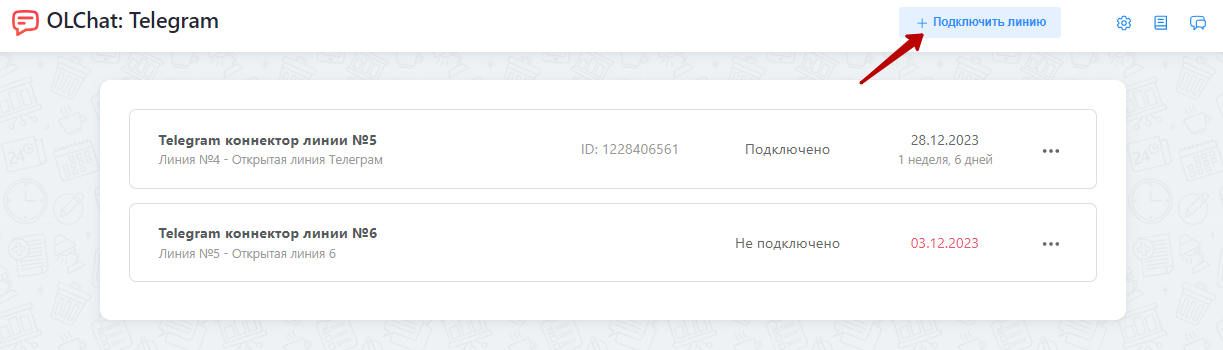 OLChat: Telegram
+ Подключить линию
Telegram коннектор линии №5
Линия №4 - Открытая линия Телеграм
ID: 1228406561
Подключено
28.12.2023
1 неделя, 6 дней
Telegram коннектор линии №6
Линия №5 - Открытая линия 6
Не подключено
03.12.2023